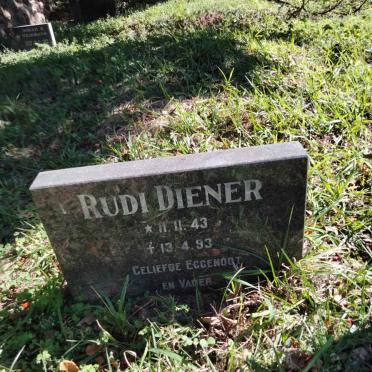 RUDI DIENER
* 11·11·43
+ 13·4·93
GELIEFDE EGGENOOT
EN VADER